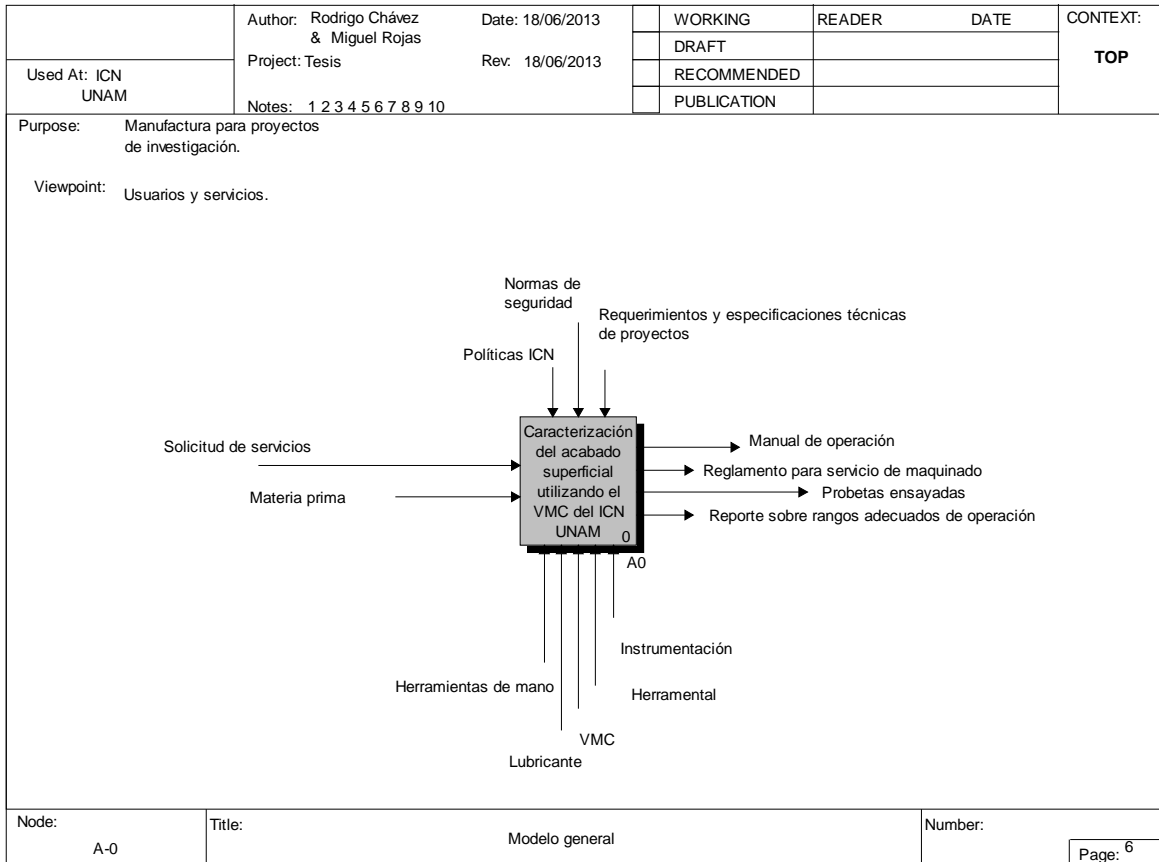 Author: Rodrigo Chávez
& Miguel Rojas
Date: 18/06/2013
Project: Tesis
Rev: 18/06/2013
Notes: 1 2 3 4 5 6 7 8 9 10
Used At: ICN
UNAM
WORKING
DRAFT
RECOMMENDED
PUBLICATION
READER
DATE
CONTEXT:
TOP
Purpose: Manufactura para proyectos
de investigación.
Viewpoint: Usuarios y servicios.
Normas de
seguridad
Requerimientos y especificaciones técnicas
de proyectos
Políticas ICN
Solicitud de servicios
Materia prima
Caracterización
del acabado
superficial
utilizando el
VMC del ICN
UNAM
0
A0
Manual de operación
Reglamento para servicio de maquinado
Probetas ensayadas
Reporte sobre rangos adecuados de operación
Instrumentación
Herramientas de mano
Herramental
VMC
Lubricante
Node:
A-0
Title:
Modelo general
Number:
Page: 6